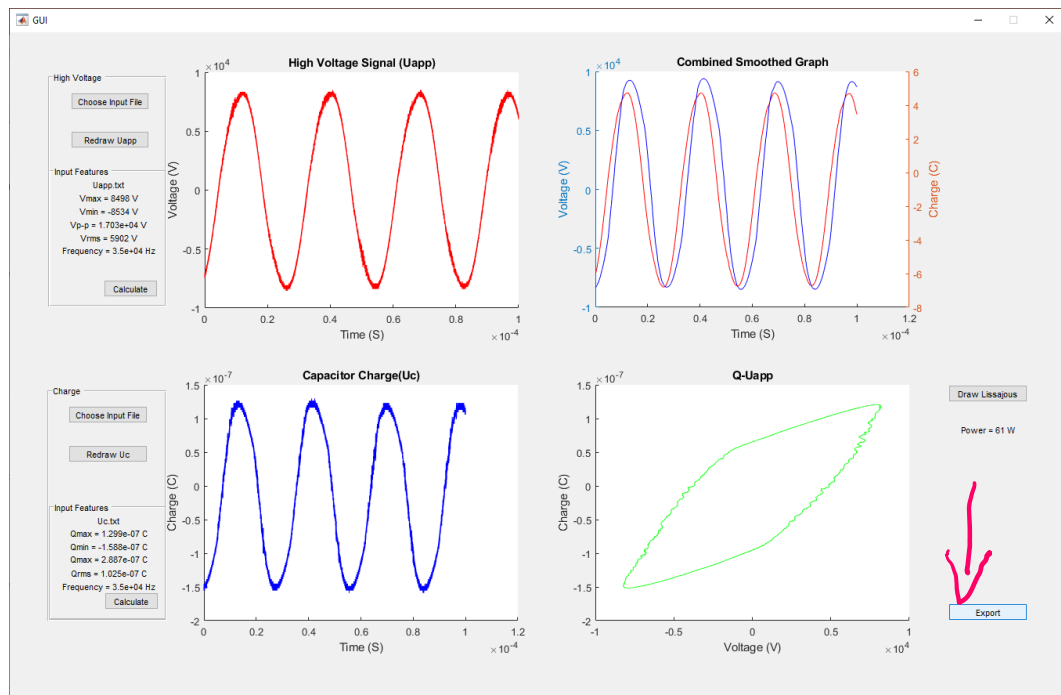 GUI
High Voltage
Choose Input File
Redraw Uapp
Input Features
Uapp.txt
Vmax = 8498 V
Vmin = -8534 V
Vp-p = 1.703e+04 V
Vrms = 5902 V
Frequency = 3.5e+04 Hz
Calculate
High Voltage Signal (Uapp)
×10^4
1
0.5
0
-0.5
-1
Voltage (V)
0 0.2 0.4 0.6 0.8 1
Time (S)
×10^-4
Combined Smoothed Graph
×10^4
1
0.5
0
-0.5
-1
Voltage (V)
6
4
2
0
-2
-4
-6
-8
Charge (C)
0 0.2 0.4 0.6 0.8 1 1.2
Time (S)
×10^-4
Charge
Choose Input File
Redraw Uc
Input Features
Uc.txt
Qmax = 1.299e-07 C
Qmin = -1.588e-07 C
Qmax = 2.887e-07 C
Qrms = 1.025e-07 C
Frequency = 3.5e+04 Hz
Calculate
Capacitor Charge(Uc)
×10^-7
1.5
1
0.5
0
-0.5
-1
-1.5
-2
Charge (C)
0 0.2 0.4 0.6 0.8 1 1.2
Time (S)
×10^-4
Q-Uapp
×10^-7
1.5
1
0.5
0
-0.5
-1
-1.5
-2
Charge (C)
-1 -0.5 0 0.5 1
Voltage (V)
×10^4
Draw Lissajous
Power = 61 W
Export